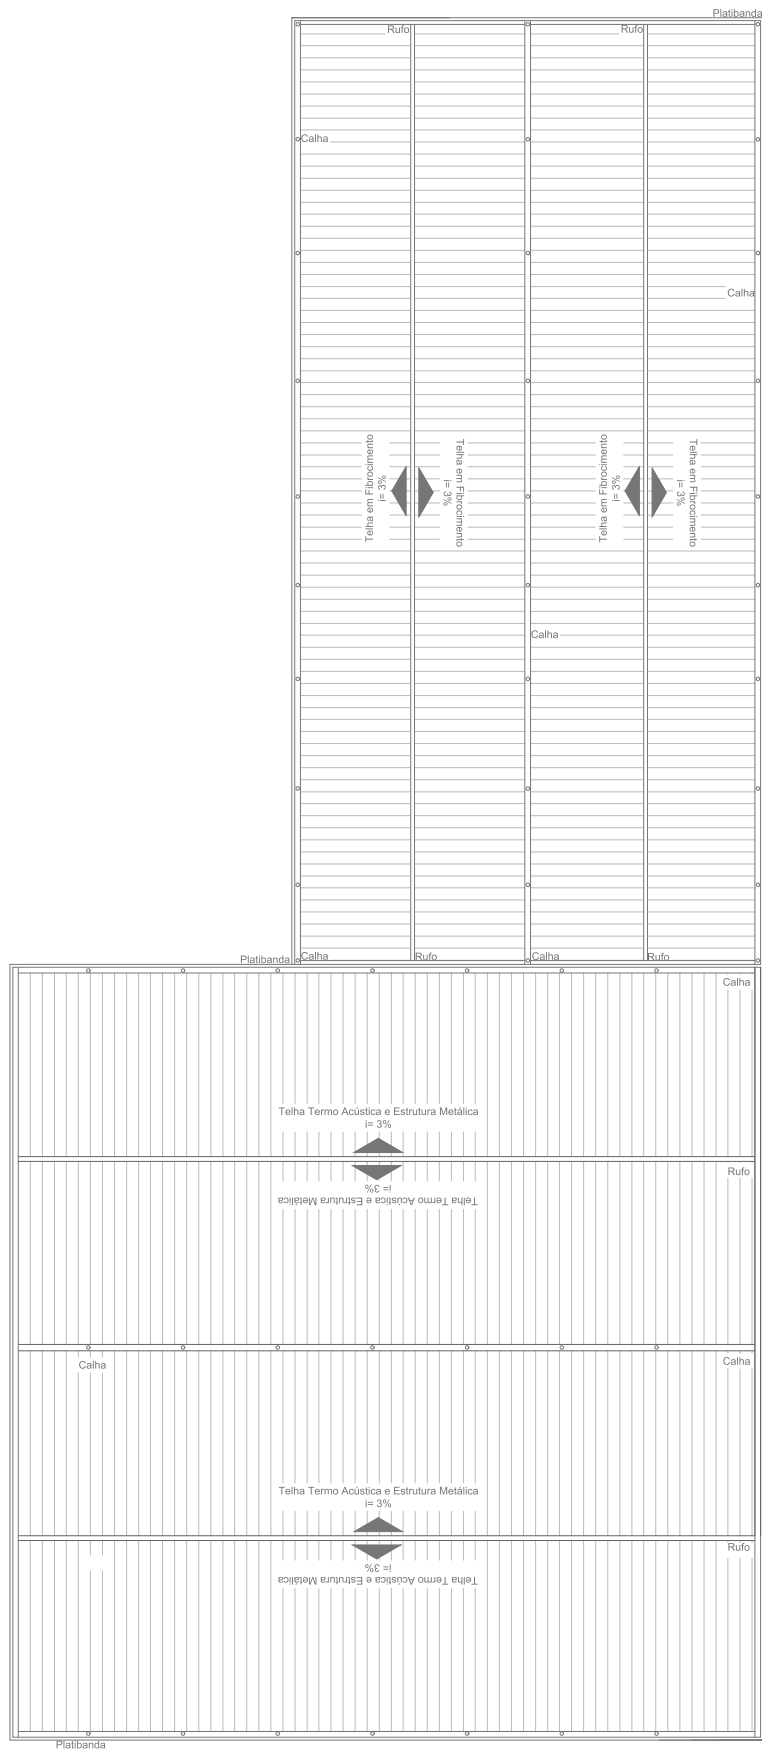 Platibanda
Rufo
Rufo
Calha
Calha
Telha em Fibrocimento
i= 3%
Telha em Fibrocimento
i= 3%
Telha em Fibrocimento
i= 3%
Telha em Fibrocimento
i= 3%
Calha
Platibanda
Calha
Rufo
Calha
Rufo
Calha
Telha Termo Acústica e Estrutura Metálica
i= 3%
Rufo
Telha Termo Acústica e Estrutura Metálica
i= 3%
Calha
Calha
Telha Termo Acústica e Estrutura Metálica
i= 3%
Rufo
Telha Termo Acústica e Estrutura Metálica
i= 3%
Platibanda